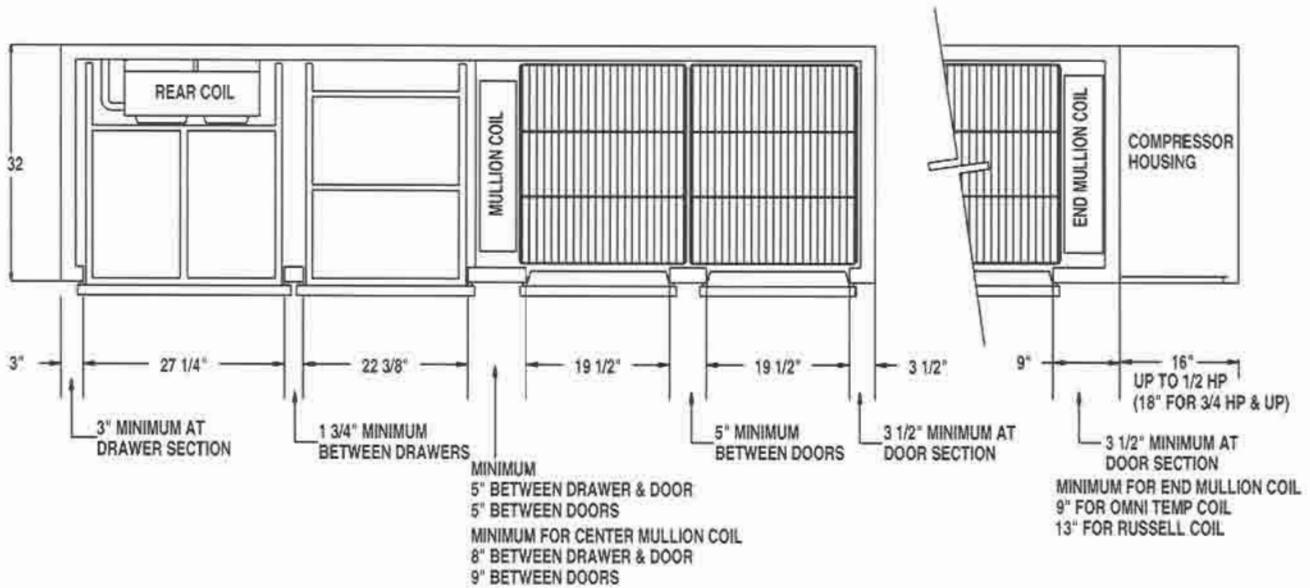 REAR COIL
MULLION COIL
END MULLION COIL
COMPRESSOR
HOUSING
32
3"
27 1/4"
22 3/8"
19 1/2"
19 1/2"
3 1/2"
9"
16"
UP TO 1/2 HP
(18" FOR 3/4 HP & UP)
3" MINIMUM AT
DRAWER SECTION
1 3/4" MINIMUM
BETWEEN DRAWERS
MINIMUM
5" BETWEEN DRAWER & DOOR
5" BETWEEN DOORS
MINIMUM FOR CENTER MULLION COIL
8" BETWEEN DRAWER & DOOR
9" BETWEEN DOORS
5" MINIMUM
BETWEEN DOORS
3 1/2" MINIMUM AT
DOOR SECTION
3 1/2" MINIMUM AT
DOOR SECTION
MINIMUM FOR END MULLION COIL
9" FOR OMNI TEMP COIL
13" FOR RUSSELL COIL